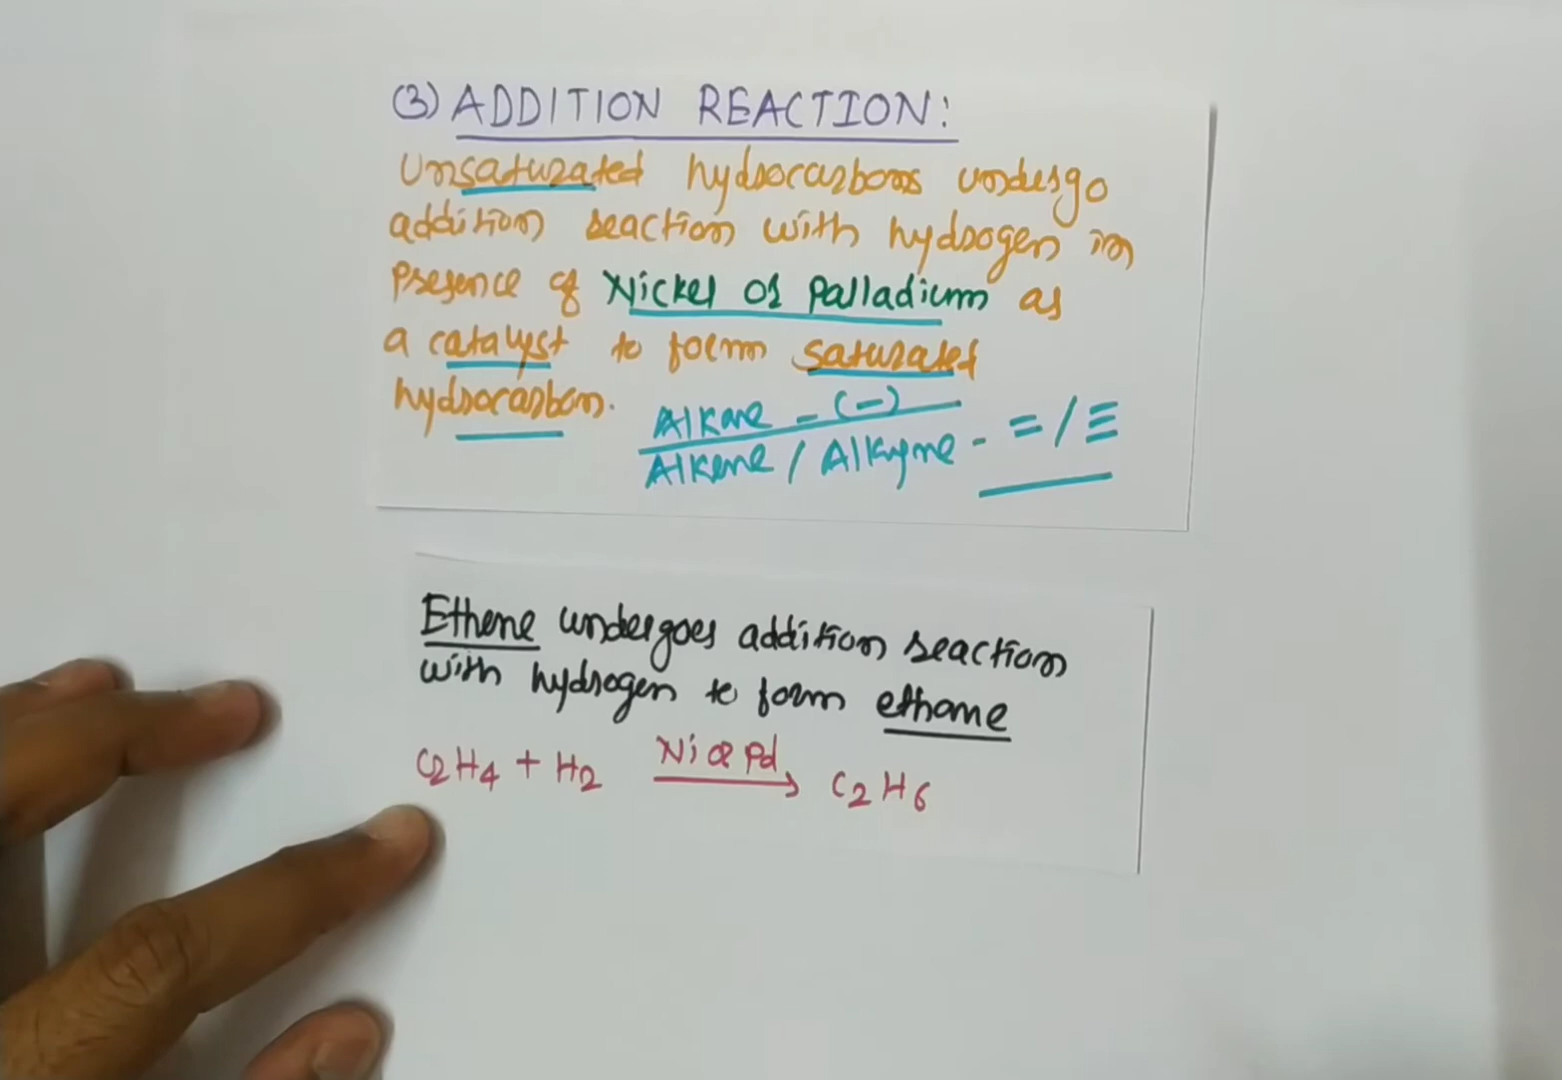 (3) ADDITION REACTION:
Unsaturated hydrocarbons undergo
addition reaction with hydrogen in
presence of Nickel or palladium as
a catalyst to form saturated
hydrocarbon.
Alkane - (-)
Alkene / Alkyne - = / ≡
Ethene undergoes addition reaction
with hydrogen to form ethane
C2H4 + H2 Ni or Pd → C2H6